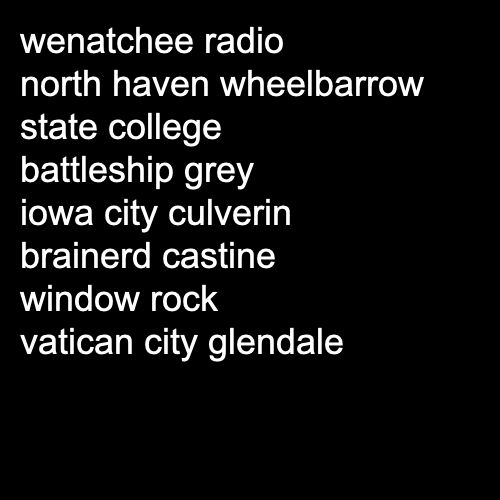 wenatchee radio
north haven wheelbarrow
state college
battleship grey
iowa city culverin
brainerd castine
window rock
vatican city glendale